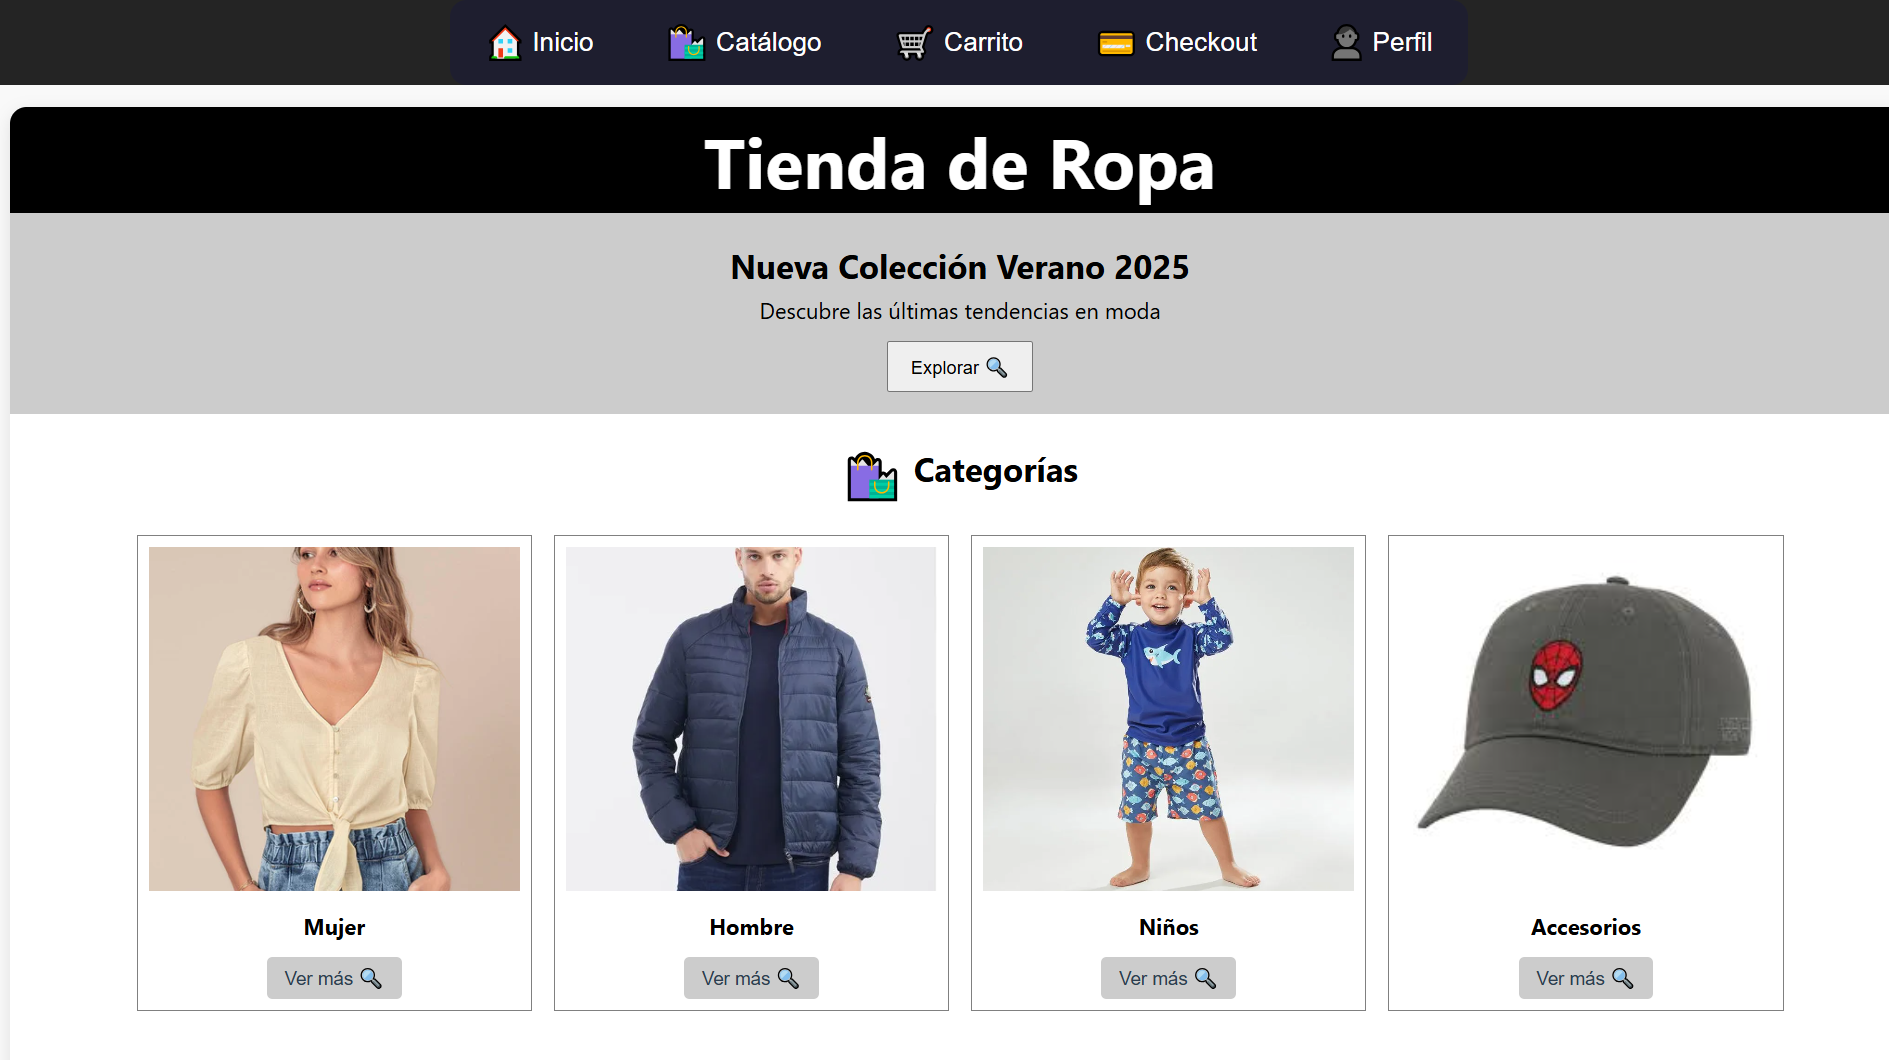 Inicio Catálogo Carrito Checkout Perfil
Tienda de Ropa
Nueva Colección Verano 2025
Descubre las últimas tendencias en moda
Explorar
Categorías
Mujer Hombre Niños Accesorios
Ver más Ver más Ver más Ver más